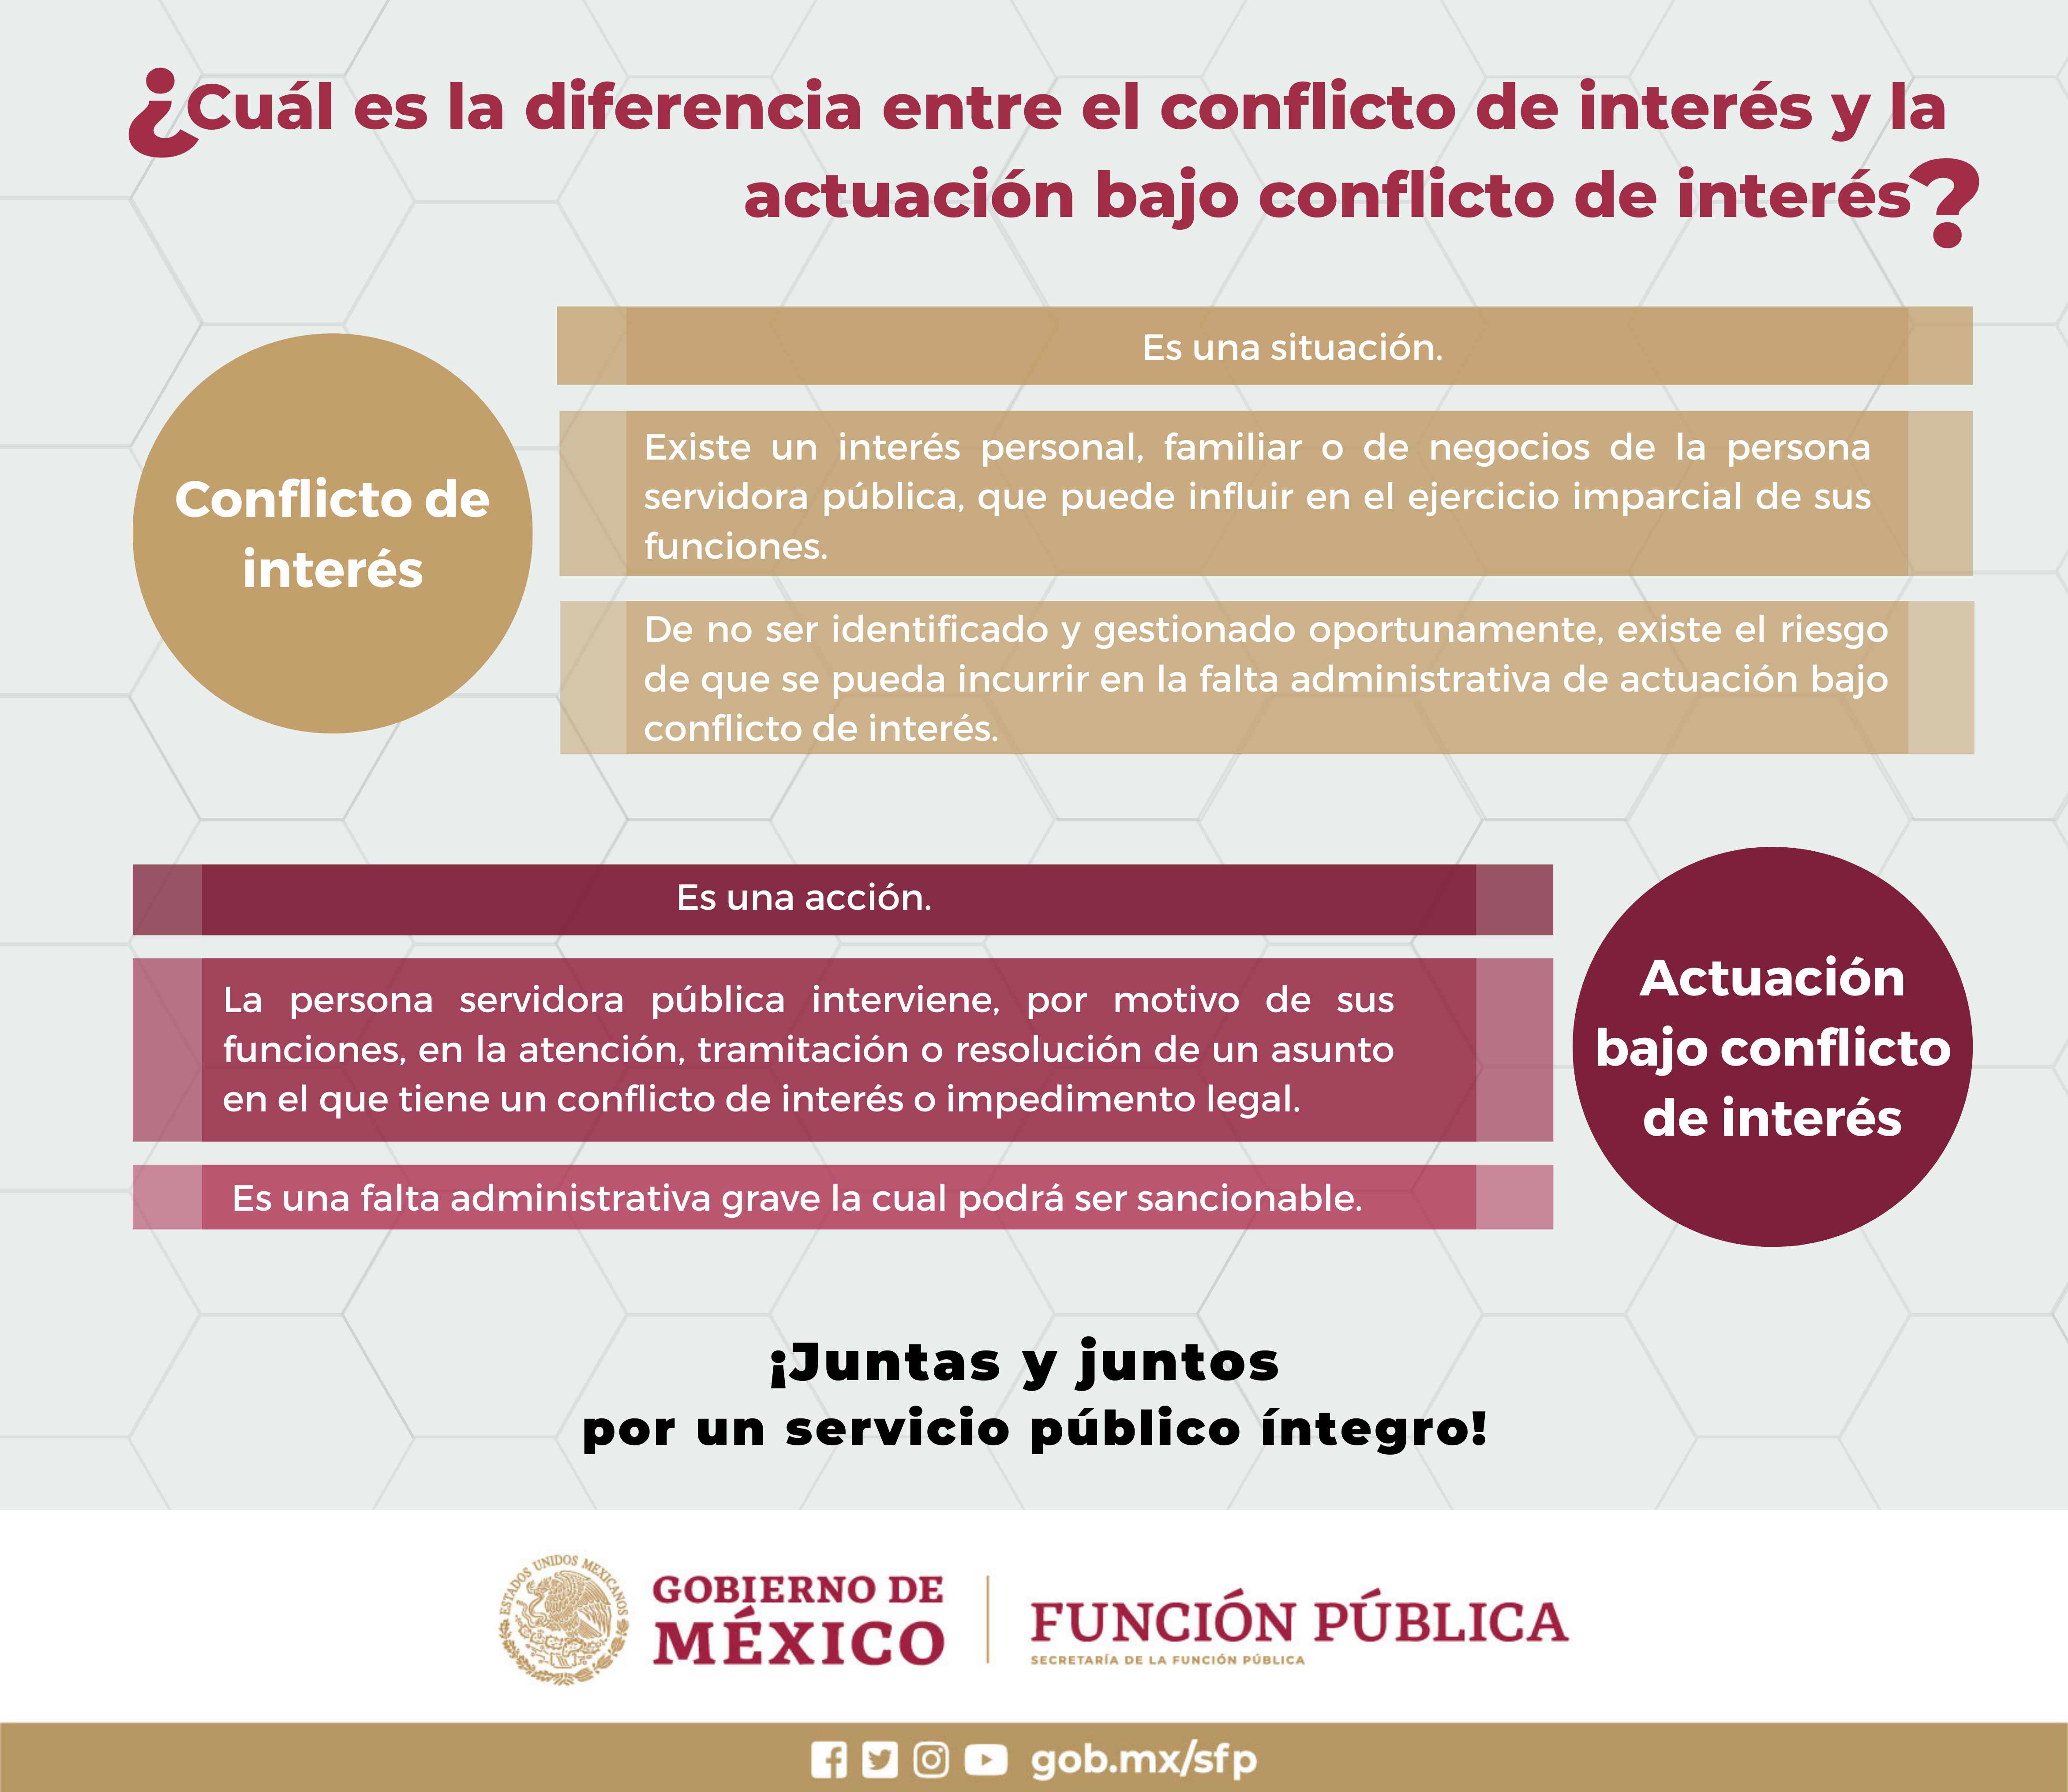 ¿Cuál es la diferencia entre el conflicto de interés y la
actuación bajo conflicto de interés?
Conflicto de
interés
Es una situación.
Existe un interés personal, familiar o de negocios de la persona
servidora pública, que puede influir en el ejercicio imparcial de sus
funciones.
De no ser identificado y gestionado oportunamente, existe el riesgo
de que se pueda incurrir en la falta administrativa de actuación bajo
conflicto de interés.
Es una acción.
La persona servidora pública interviene, por motivo de sus
funciones, en la atención, tramitación o resolución de un asunto
en el que tiene un conflicto de interés o impedimento legal.
Es una falta administrativa grave la cual podrá ser sancionable.
Actuación
bajo conflicto
de interés
¡Juntas y juntos
por un servicio público íntegro!
ESTADOS UNIDOS MEXICANOS
GOBIERNO DE
MÉXICO
FUNCIÓN PÚBLICA
SECRETARÍA DE LA FUNCIÓN PÚBLICA
gob.mx/sfp